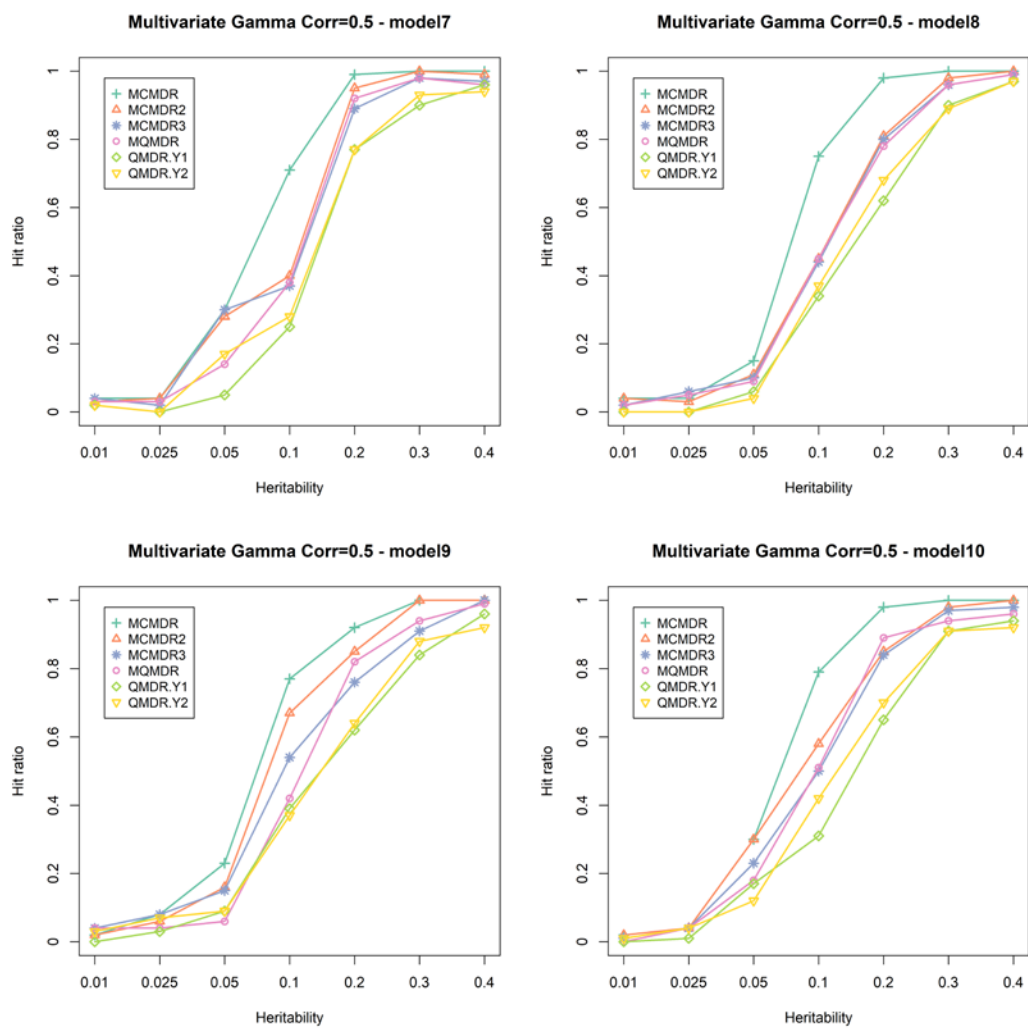 Multivariate Gamma Corr=0.5 - model7
Hit ratio
0
0.2
0.4
0.6
0.8
1
MCMDR
MCMDR2
MCMDR3
MQMDR
QMDR.Y1
QMDR.Y2
0.01 0.025 0.05 0.1 0.2 0.3 0.4
Heritability
Multivariate Gamma Corr=0.5 - model8
Hit ratio
0
0.2
0.4
0.6
0.8
1
MCMDR
MCMDR2
MCMDR3
MQMDR
QMDR.Y1
QMDR.Y2
0.01 0.025 0.05 0.1 0.2 0.3 0.4
Heritability
Multivariate Gamma Corr=0.5 - model9
Hit ratio
0
0.2
0.4
0.6
0.8
1
MCMDR
MCMDR2
MCMDR3
MQMDR
QMDR.Y1
QMDR.Y2
0.01 0.025 0.05 0.1 0.2 0.3 0.4
Heritability
Multivariate Gamma Corr=0.5 - model10
Hit ratio
0
0.2
0.4
0.6
0.8
1
MCMDR
MCMDR2
MCMDR3
MQMDR
QMDR.Y1
QMDR.Y2
0.01 0.025 0.05 0.1 0.2 0.3 0.4
Heritability